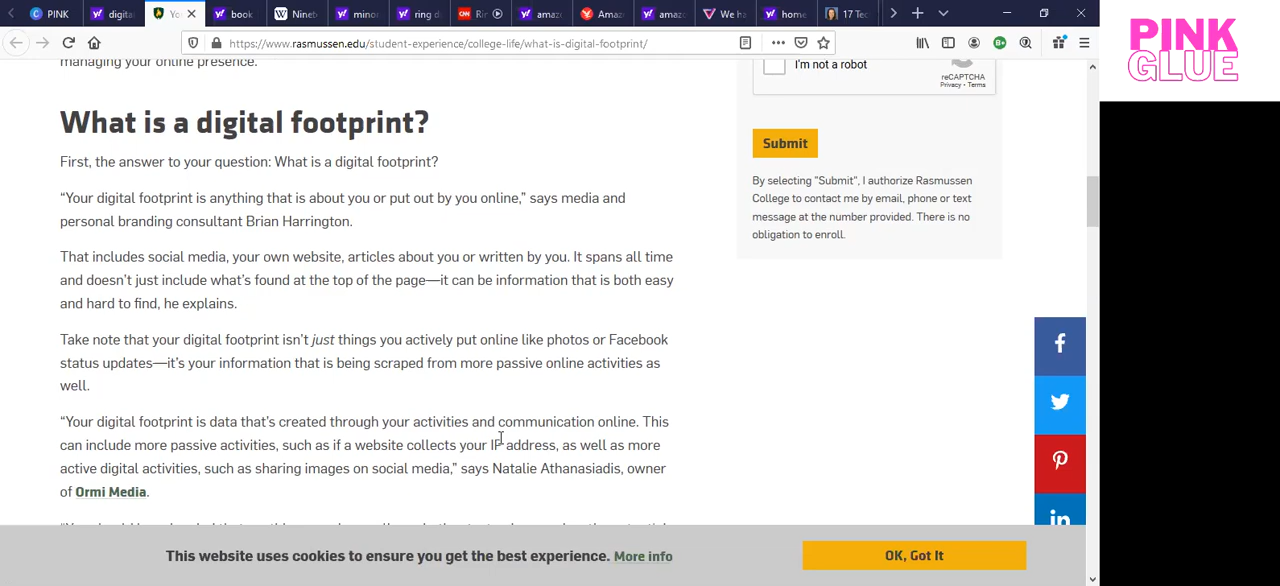 PINK
digita
Yo
book
Ninet
mino
ring d
CNN
Rin
amaz
Amaz
amaz
We ha
home
17 Tec
https://www.rasmussen.edu/student-experience/college-life/what-is-digital-footprint/
PINK
GLUE
managing your online presence.
I'm not a robot
reCAPTCHA
Privacy - Terms
What is a digital footprint?
Submit
First, the answer to your question: What is a digital footprint?
“Your digital footprint is anything that is about you or put out by you online,” says media and
personal branding consultant Brian Harrington.
By selecting "Submit", I authorize Rasmussen
College to contact me by email, phone or text
message at the number provided. There is no
obligation to enroll.
That includes social media, your own website, articles about you or written by you. It spans all time
and doesn’t just include what’s found at the top of the page—it can be information that is both easy
and hard to find, he explains.
Take note that your digital footprint isn’t just things you actively put online like photos or Facebook
status updates—it’s your information that is being scraped from more passive online activities as
well.
“Your digital footprint is data that’s created through your activities and communication online. This
can include more passive activities, such as if a website collects your IP address, as well as more
active digital activities, such as sharing images on social media,” says Natalie Athanasiadis, owner
of Ormi Media.
This website uses cookies to ensure you get the best experience. More info
OK, Got It